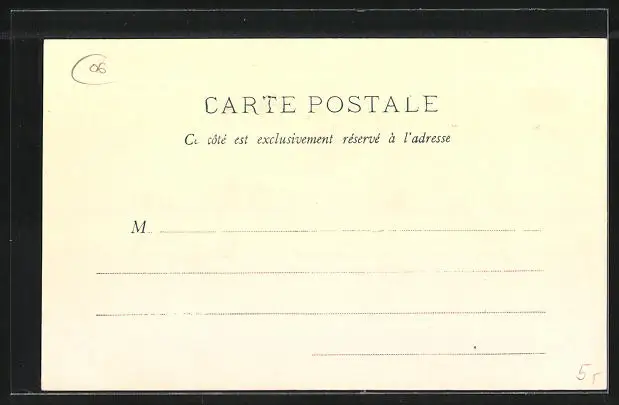 06
CARTE POSTALE
Ce côté est exclusivement réservé à l'adresse
M
5